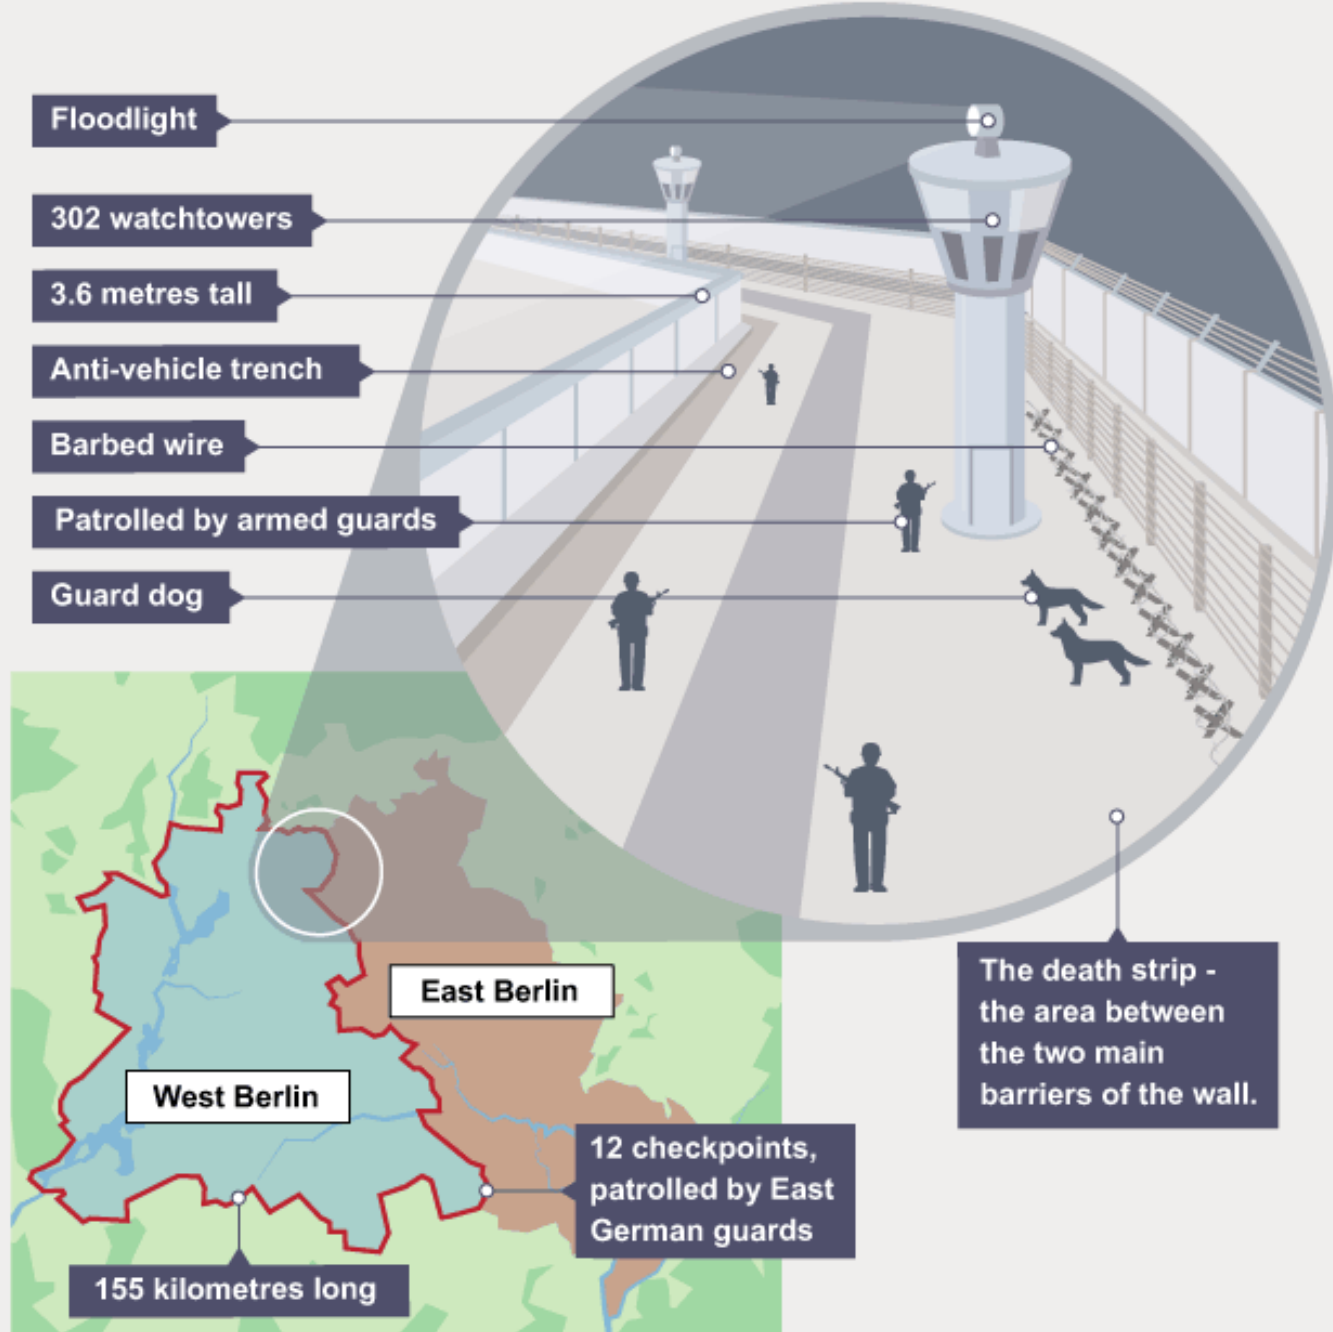 Floodlight
302 watchtowers
3.6 metres tall
Anti-vehicle trench
Barbed wire
Patrolled by armed guards
Guard dog
The death strip -
the area between
the two main
barriers of the wall.
East Berlin
West Berlin
12 checkpoints,
patrolled by East
German guards
155 kilometres long